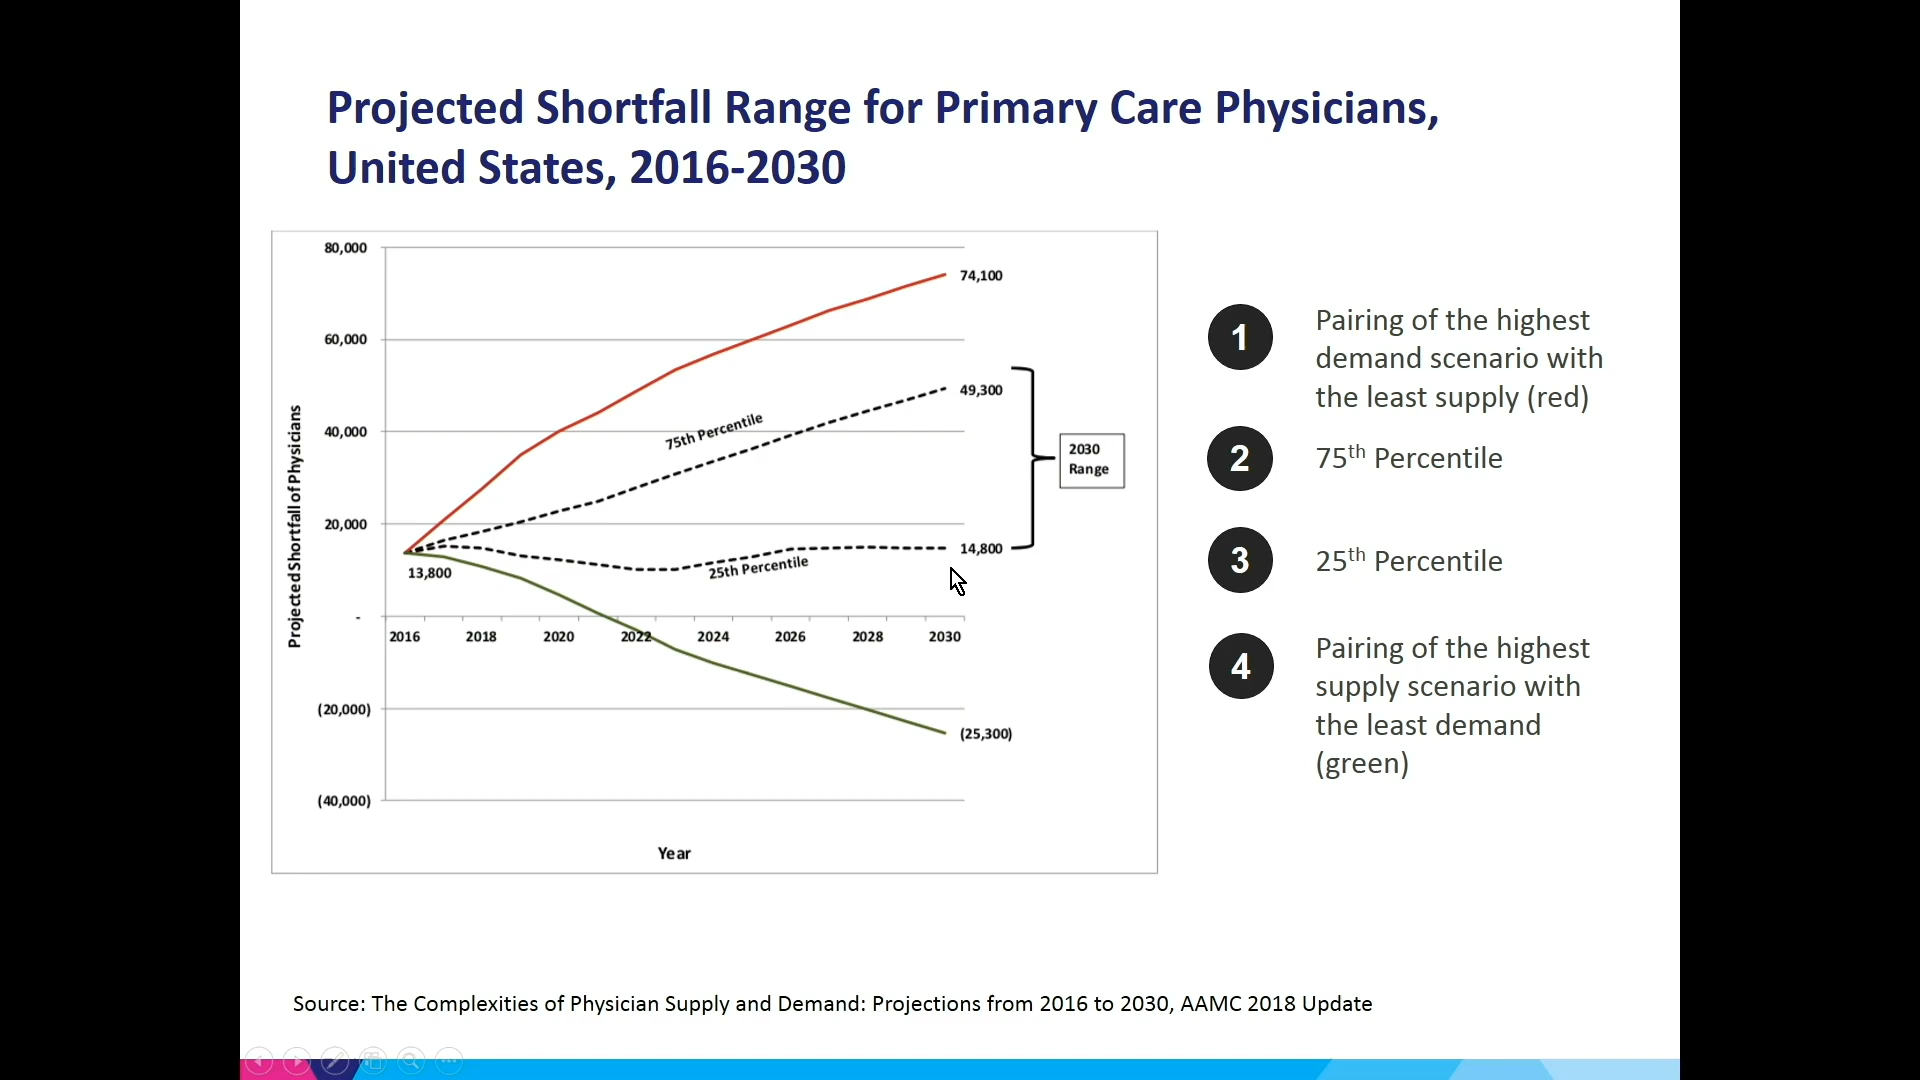 Projected Shortfall Range for Primary Care Physicians,
United States, 2016-2030
Projected Shortfall of Physicians
80,000
60,000
40,000
20,000
-
(20,000)
(40,000)
74,100
49,300
14,800
(25,300)
13,800
75th Percentile
25th Percentile
2030
Range
2016 2018 2020 2022 2024 2026 2028 2030
Year
1 Pairing of the highest
demand scenario with
the least supply (red)
2 75th Percentile
3 25th Percentile
4 Pairing of the highest
supply scenario with
the least demand
(green)
Source: The Complexities of Physician Supply and Demand: Projections from 2016 to 2030, AAMC 2018 Update